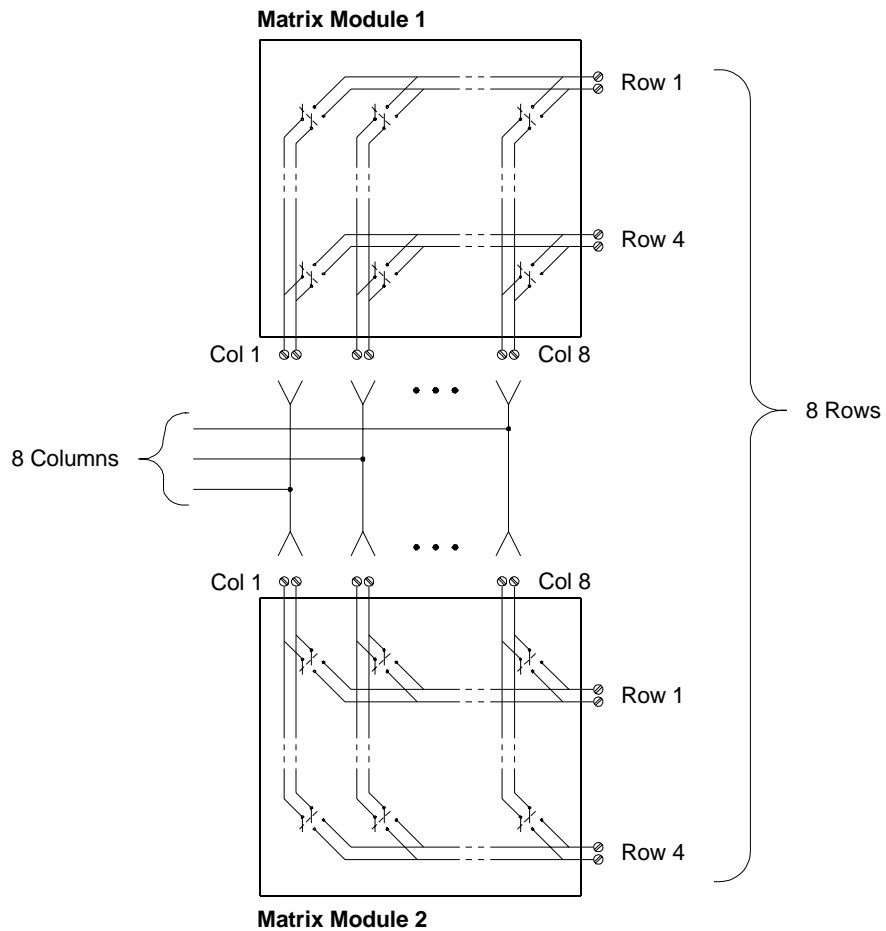 Matrix Module 1
Row 1
Row 4
Col 1
Col 8
8 Rows
8 Columns
Col 1
Col 8
Row 1
Row 4
Matrix Module 2